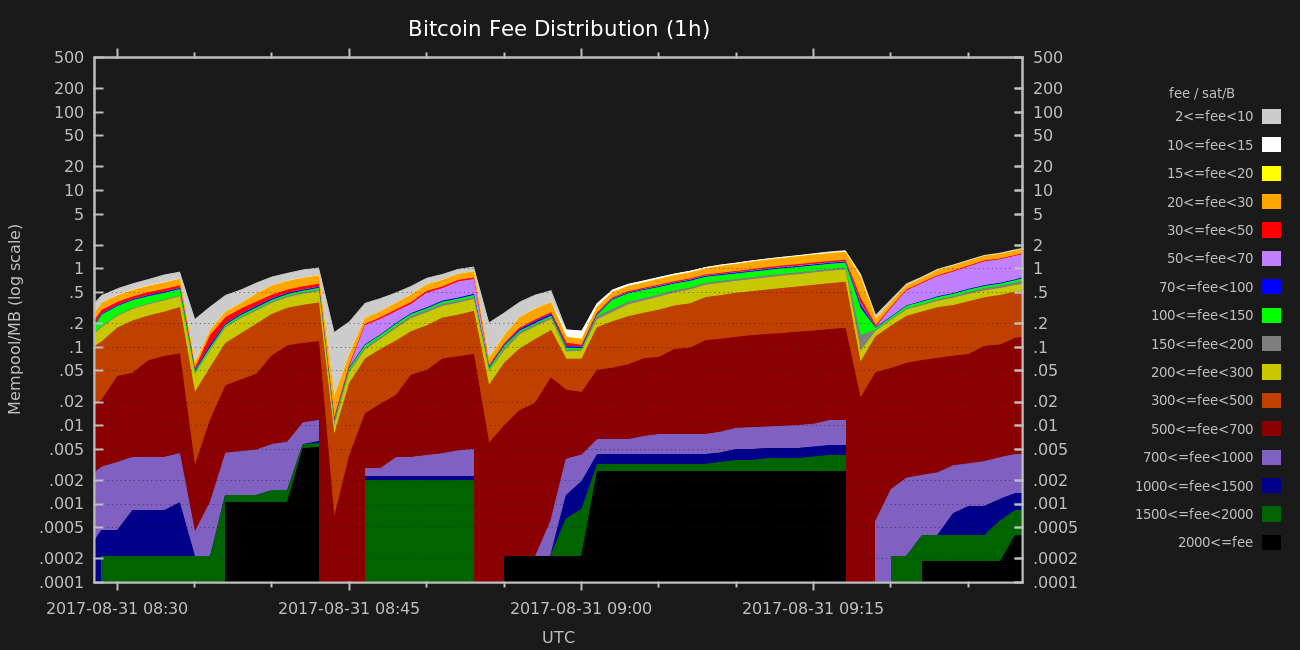 Bitcoin Fee Distribution (1h)
Mempool/MB (log scale)
500
200
100
50
20
10
5
2
1
.5
.2
.1
.05
.02
.01
.005
.002
.001
.0005
.0002
.0001
500
200
100
50
20
10
5
2
1
.5
.2
.1
.05
.02
.01
.005
.002
.001
.0005
.0002
.0001
2017-08-31 08:30
2017-08-31 08:45
2017-08-31 09:00
2017-08-31 09:15
UTC
fee / sat/B
2<=fee<10
10<=fee<15
15<=fee<20
20<=fee<30
30<=fee<50
50<=fee<70
70<=fee<100
100<=fee<150
150<=fee<200
200<=fee<300
300<=fee<500
500<=fee<700
700<=fee<1000
1000<=fee<1500
1500<=fee<2000
2000<=fee